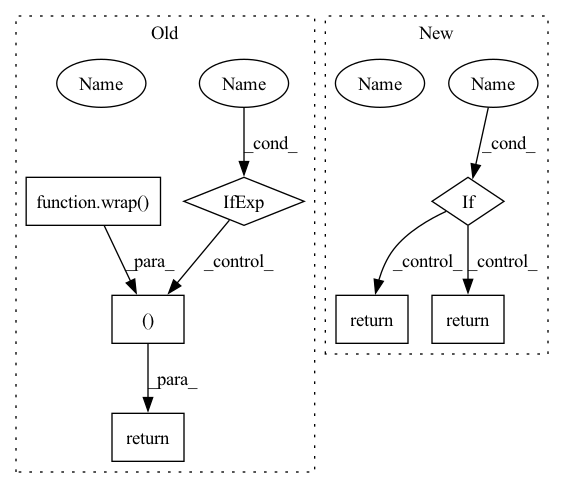 Old
New
Name
Name
Name
Name
_cond_
_cond_
function.wrap()
IfExp
If
_para_
_control_
_control_
_control_
()
return
return
_para_
return